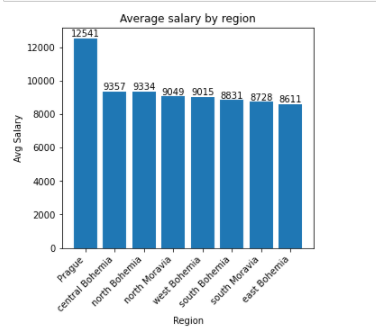 Average salary by region
12541
9357
9334
9049
9015
8831
8728
8611
12000
10000
8000
6000
4000
2000
0
Avg Salary
Prague
central Bohemia
north Bohemia
north Moravia
west Bohemia
south Bohemia
south Moravia
east Bohemia
Region